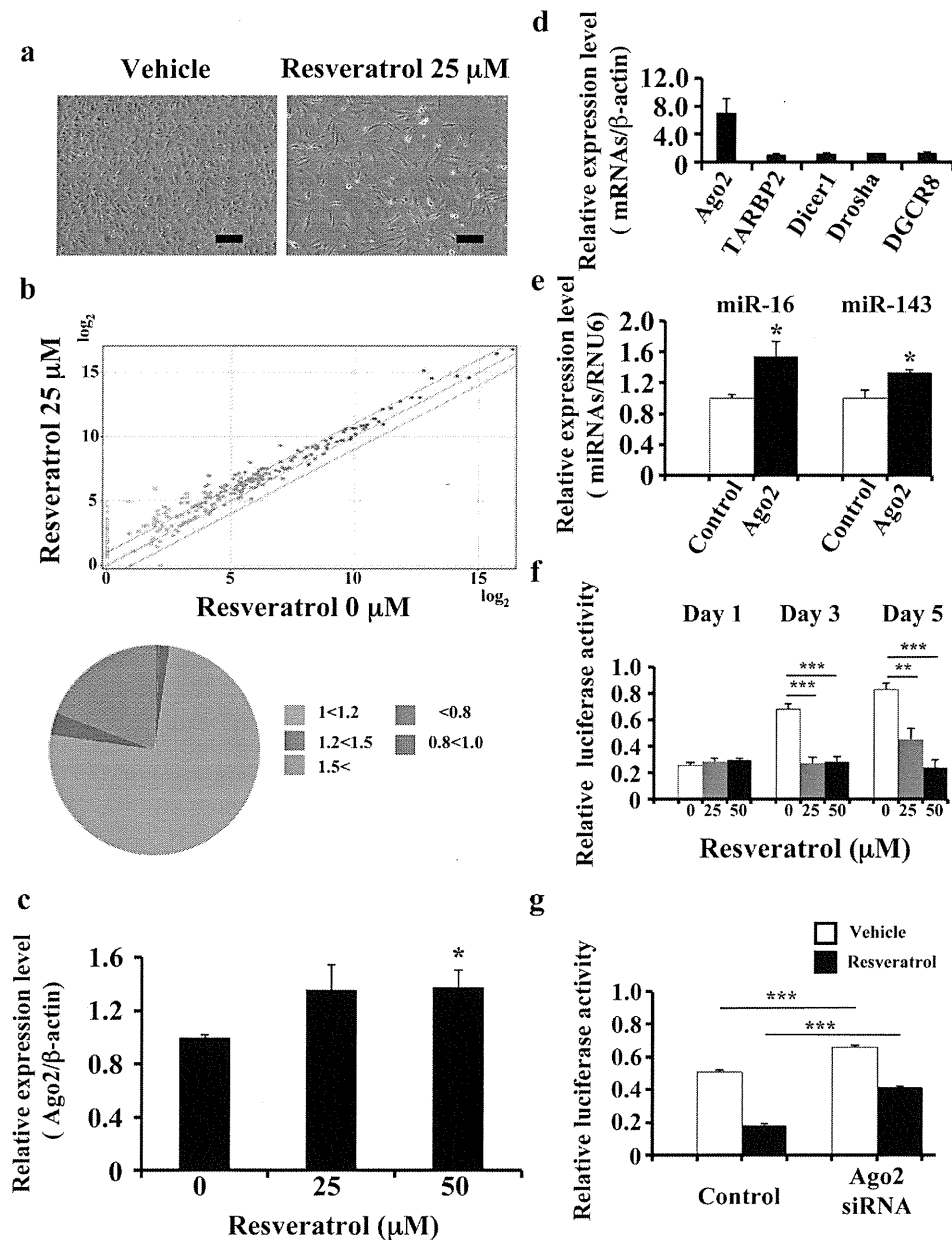 a
Vehicle
Resveratrol 25 μM
b
log2
Resveratrol 25 μM
15
10
5
0
0
5
10
15
log2
Resveratrol 0 μM
1<1.2
1.2<1.5
1.5<
<0.8
0.8<1.0
c
Relative expression level
( Ago2/β-actin)
1.6
1.2
0.8
0.4
0
*
0
25
50
Resveratrol (μM)
d
Relative expression level
( mRNAs/β-actin)
12.0
8.0
4.0
0
Ago2
TARBP2
Dicer1
Drosha
DGCR8
e
Relative expression level
( miRNAs/RNU6)
miR-16
miR-143
2.0
1.6
1.2
0.8
0.4
0
*
*
Control
Ago2
Control
Ago2
f
Day 1
Day 3
Day 5
Relative luciferase activity
1.0
0.8
0.6
0.4
0.2
0
***
***
***
**
0 25 50
0 25 50
0 25 50
Resveratrol (μM)
g
Vehicle
Resveratrol
Relative luciferase activity
1.0
0.8
0.6
0.4
0.2
0
***
***
Control
Ago2
siRNA